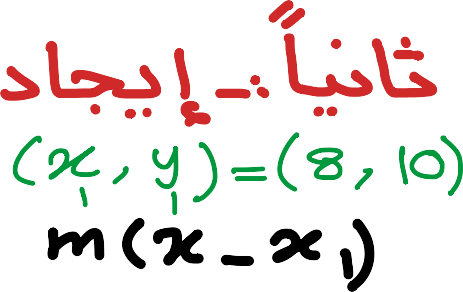 ثانياً :- إيجاد
(x₁, y₁) = (8, 10)
m(x - x₁)